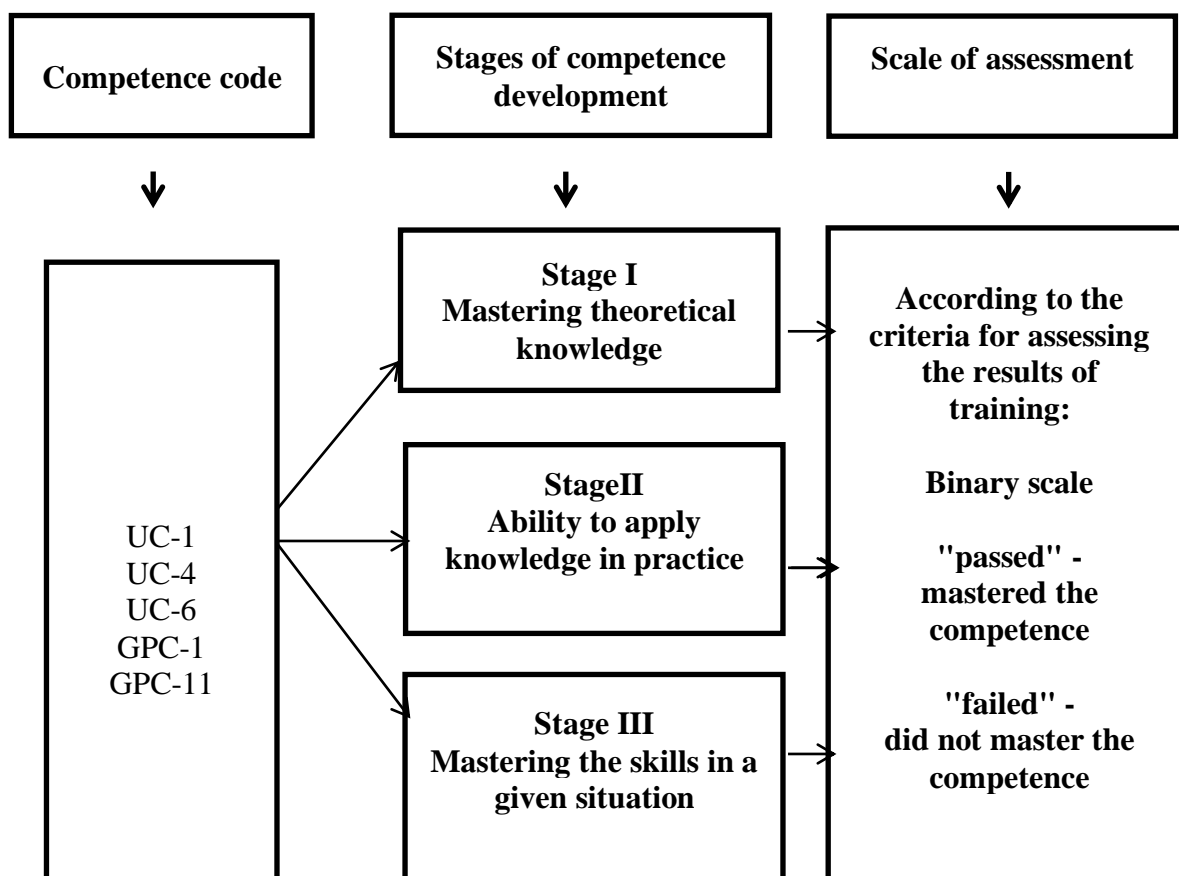 Competence code
Stages of competence
development
Scale of assessment
UC-1
UC-4
UC-6
GPC-1
GPC-11
Stage I
Mastering theoretical
knowledge
StageII
Ability to apply
knowledge in practice
Stage III
Mastering the skills in a
given situation
According to the
criteria for assessing
the results of
training:
Binary scale
"passed" -
mastered the
competence
"failed" -
did not master the
competence